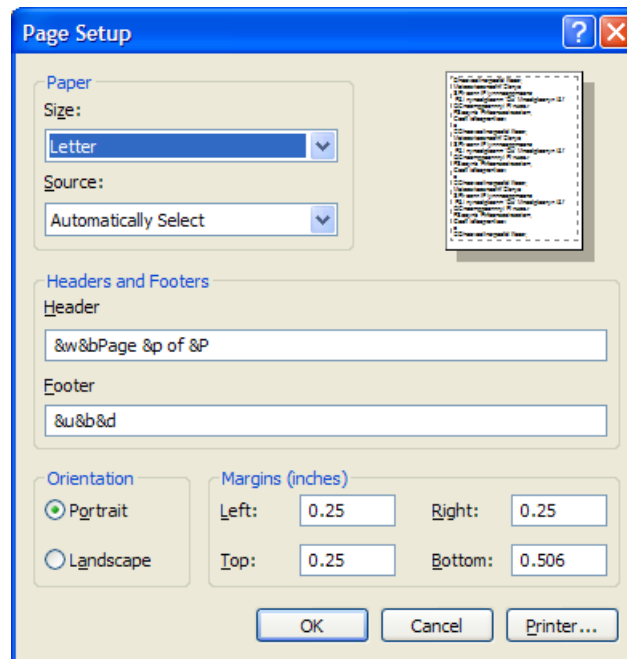 Page Setup
Paper
Size:
Letter
Source:
Automatically Select
Headers and Footers
Header
&w&bPage &p of &P
Footer
&u&b&d
Orientation
Portrait
Landscape
Margins (inches)
Left: 0.25 Right: 0.25
Top: 0.25 Bottom: 0.506
OK Cancel Printer...